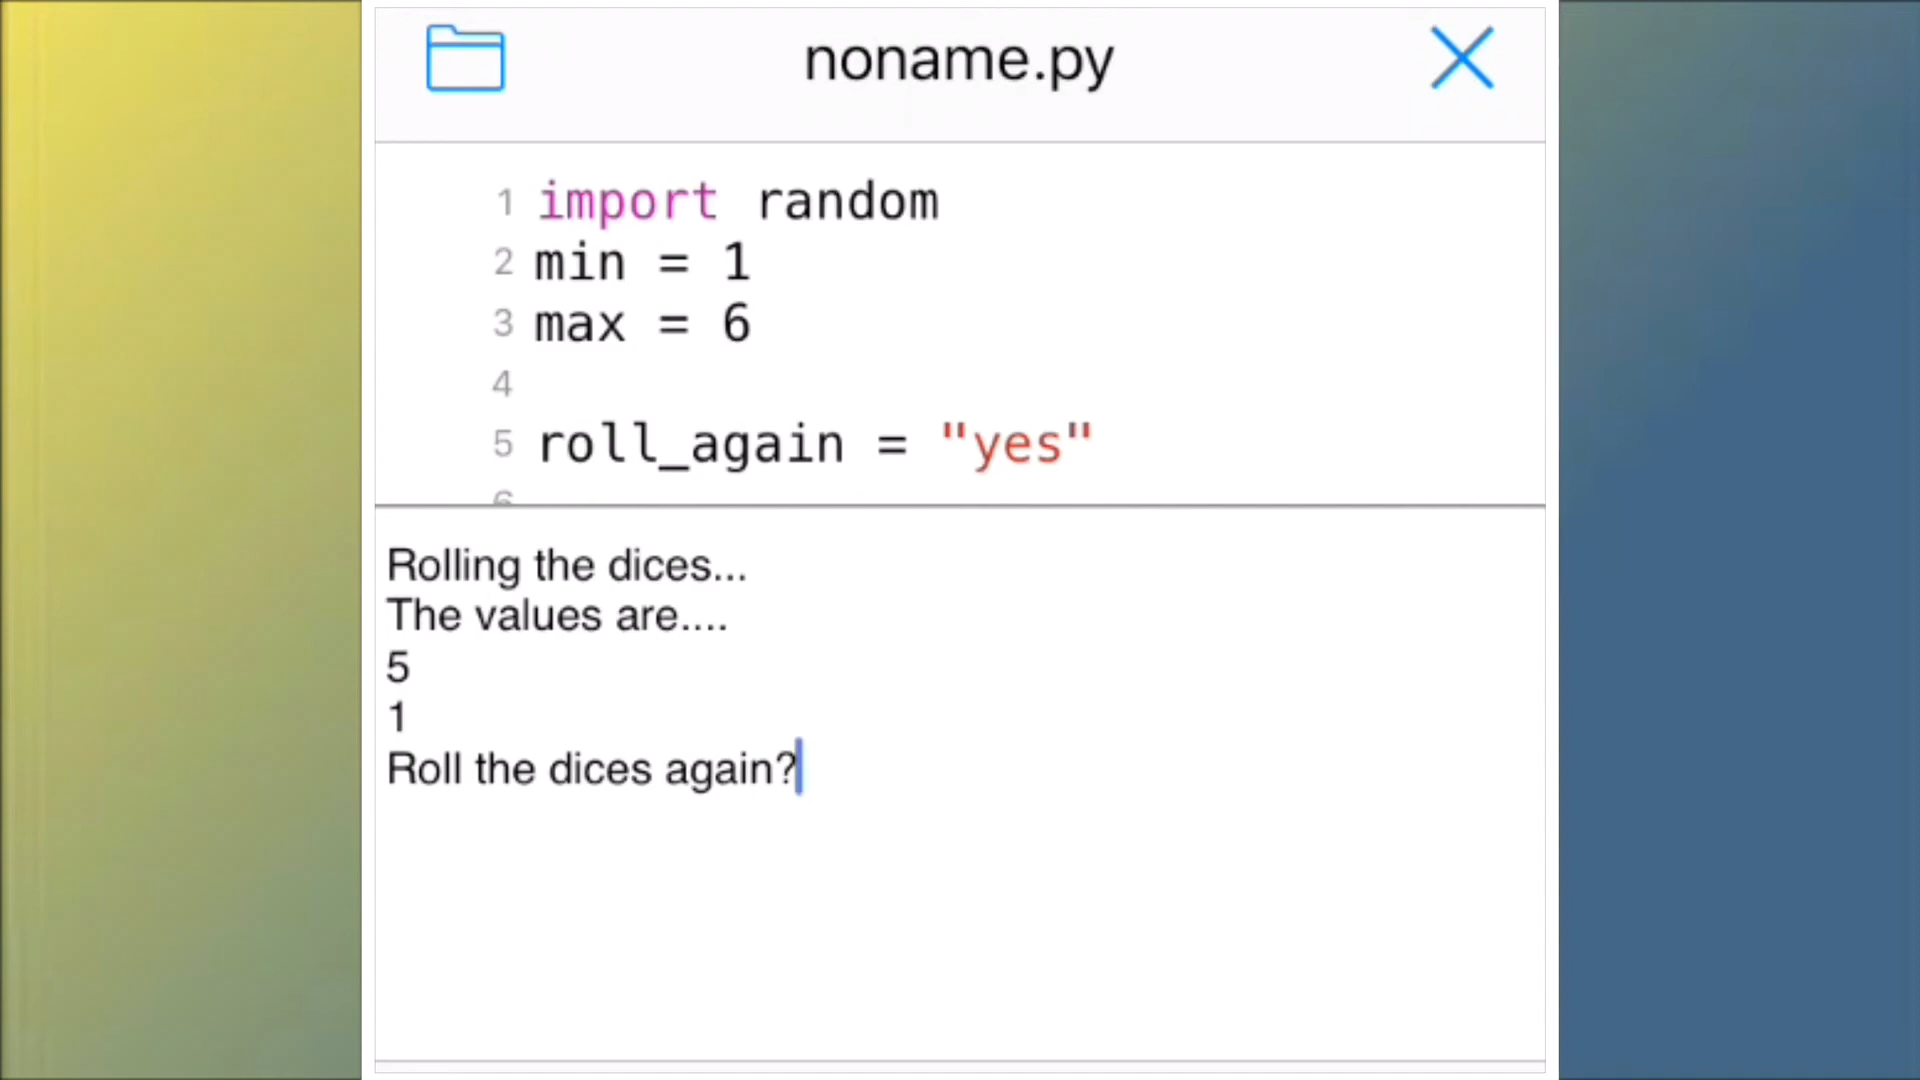 noname.py
1 import random
2 min = 1
3 max = 6
4
5 roll_again = "yes"
6
Rolling the dices...
The values are....
5
1
Roll the dices again?